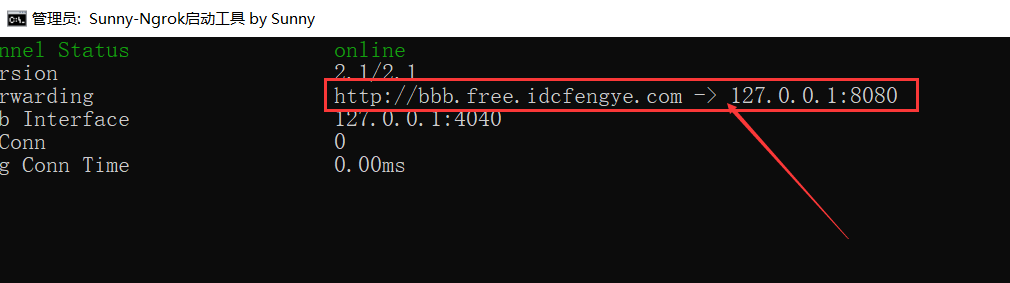 管理员: Sunny-Ngrok启动工具 by Sunny
nnel Status online
rsion 2.1/2.1
rwarding http://bbb.free.idcfengye.com -> 127.0.0.1:8080
b Interface 127.0.0.1:4040
Conn 0
g Conn Time 0.00ms